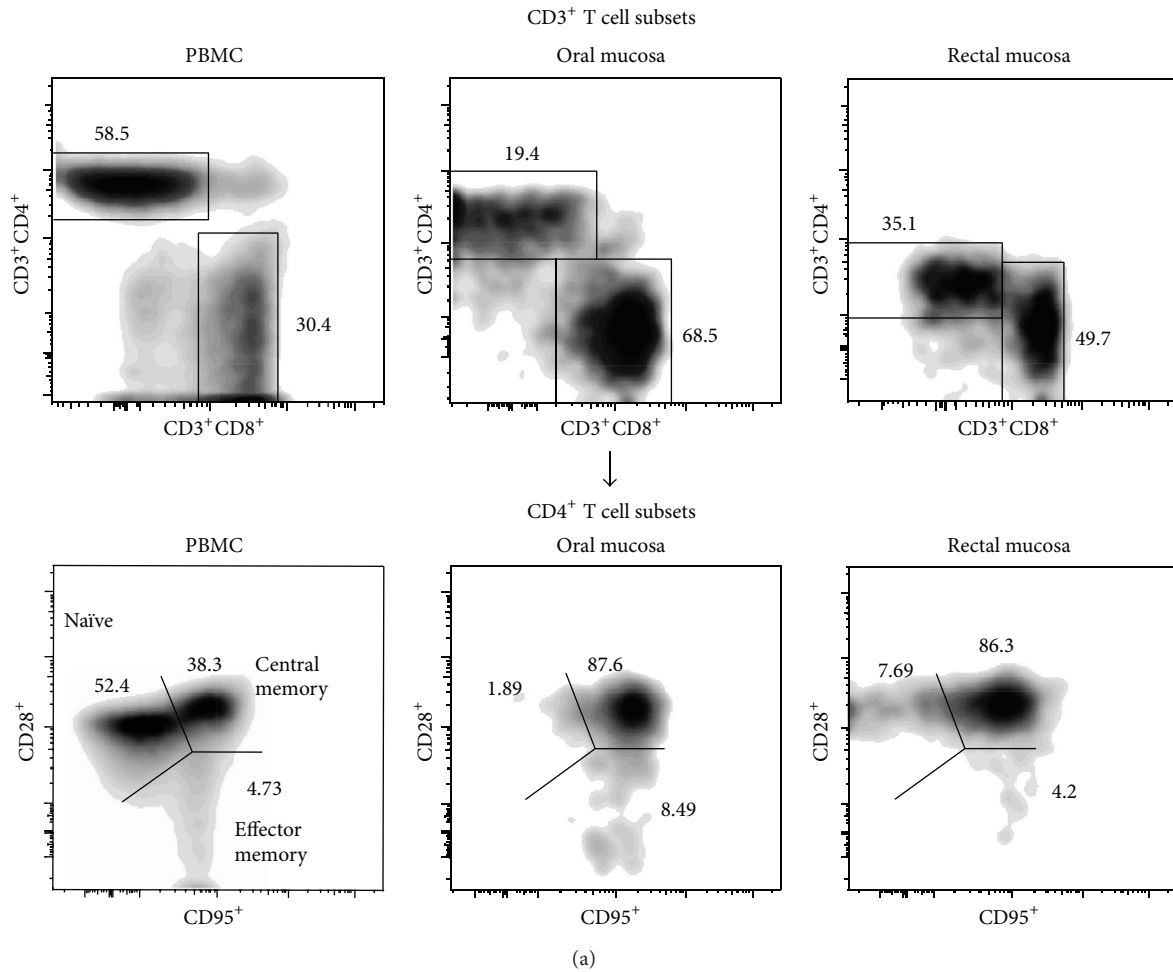 CD3⁺ T cell subsets
PBMC
Oral mucosa
Rectal mucosa
58.5
30.4
CD3⁺CD4⁺
CD3⁺CD8⁺
19.4
68.5
CD3⁺CD4⁺
CD3⁺CD8⁺
35.1
49.7
CD3⁺CD4⁺
CD3⁺CD8⁺
CD4⁺ T cell subsets
PBMC
Oral mucosa
Rectal mucosa
Naïve
52.4
38.3
Central
memory
4.73
Effector
memory
CD28⁺
CD95⁺
1.89
87.6
8.49
CD28⁺
CD95⁺
7.69
86.3
4.2
CD28⁺
CD95⁺
(a)